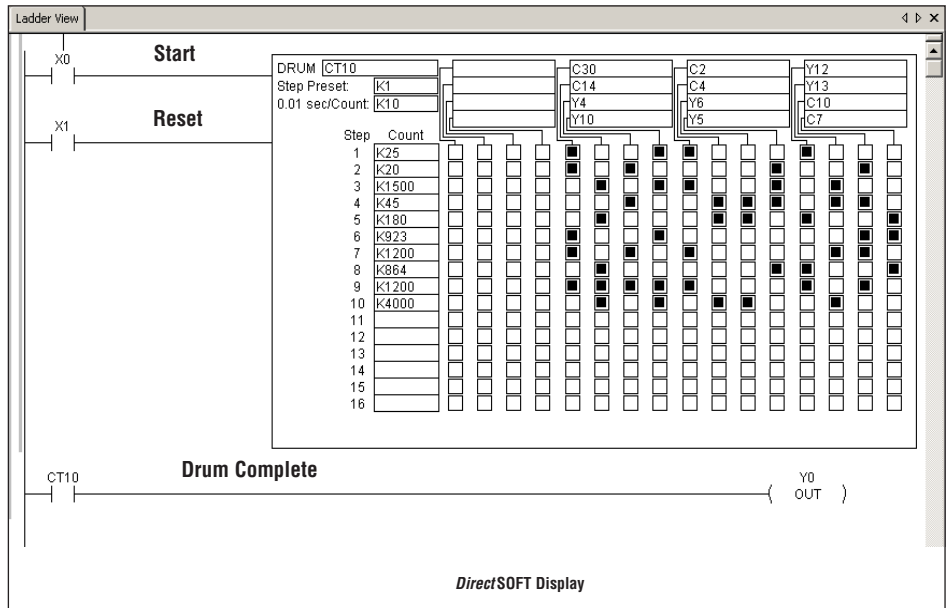 Ladder View
X0
Start
DRUM CT10
C30
C2
Y12
Step Preset: K1
C14
C4
Y13
0.01 sec/Count: K10
Y4
Y6
C10
Y10
Y5
C7
X1
Reset
Step Count
1 K25
2 K20
3 K1500
4 K45
5 K180
6 K923
7 K1200
8 K864
9 K1200
10 K4000
11
12
13
14
15
16
CT10
Drum Complete
Y0
OUT
DirectSOFT Display